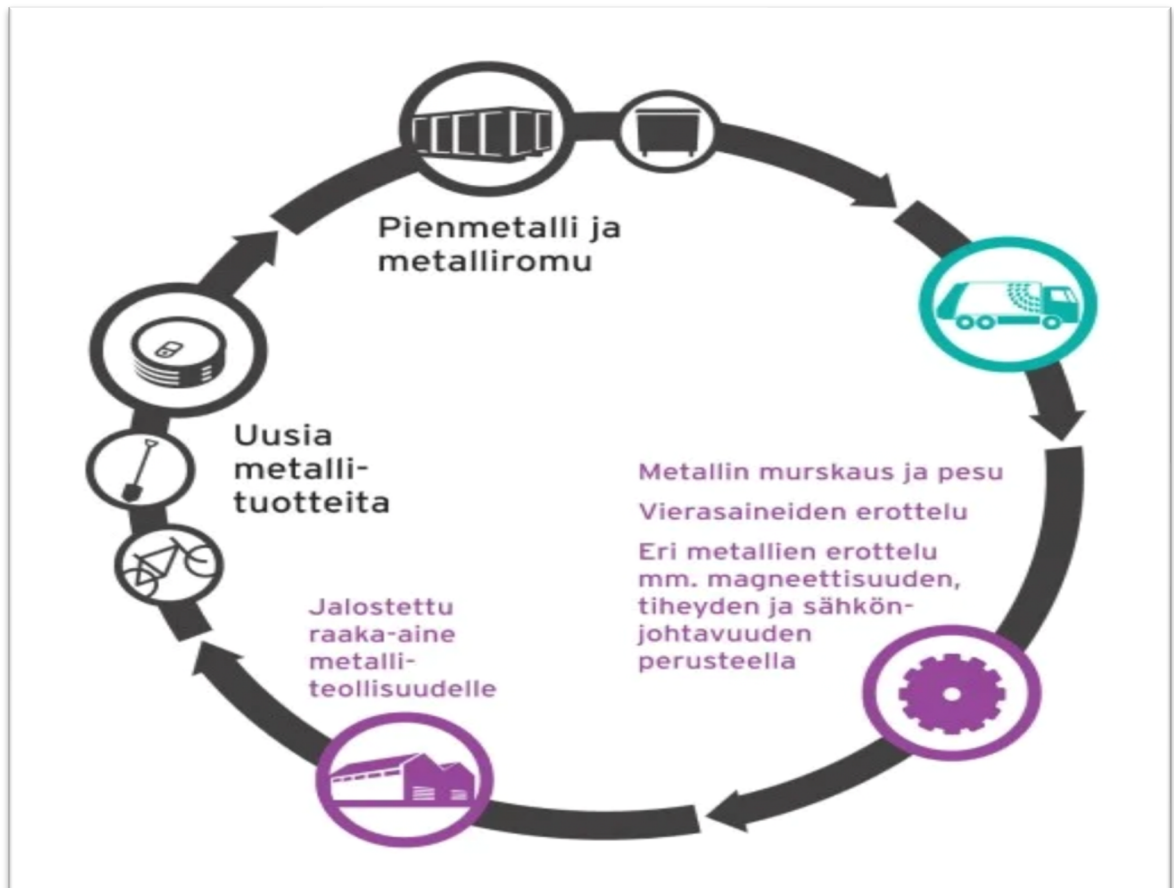 Pienmetalli ja
metalliromu
Uusia
metalli-
tuotteita
Metallin murskaus ja pesu
Vierasaineiden erottelu
Eri metallien erottelu
mm. magneettisuuden,
tiheyden ja sähkön-
johtavuuden
perusteella
Jalostettu
raaka-aine
metalli-
teollisuudelle